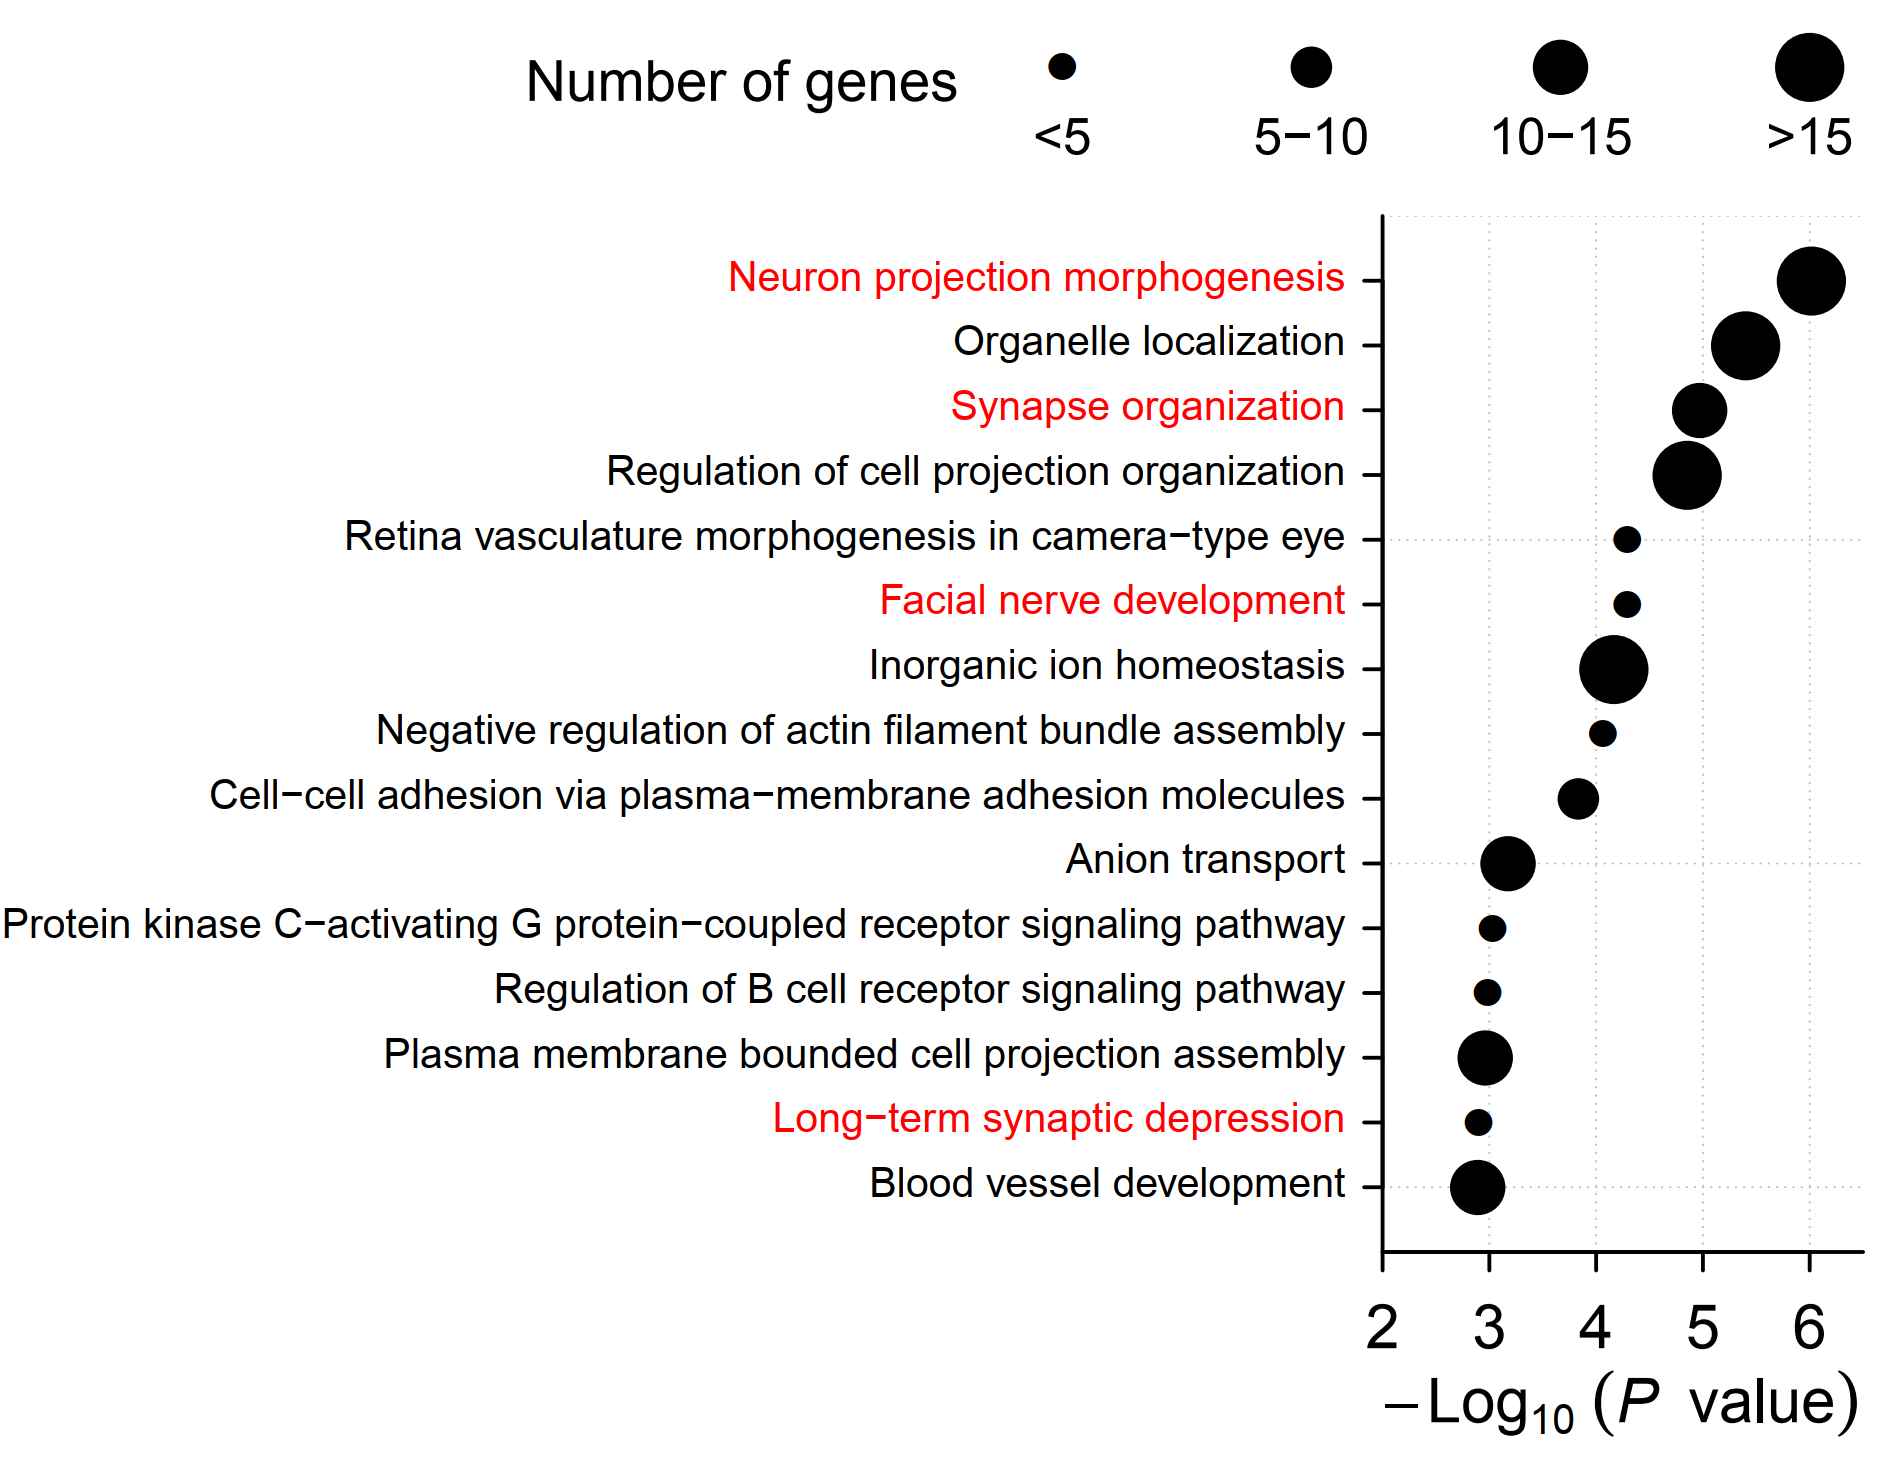 Number of genes
<5 5−10 10−15 >15
Neuron projection morphogenesis
Organelle localization
Synapse organization
Regulation of cell projection organization
Retina vasculature morphogenesis in camera−type eye
Facial nerve development
Inorganic ion homeostasis
Negative regulation of actin filament bundle assembly
Cell−cell adhesion via plasma−membrane adhesion molecules
Anion transport
Protein kinase C−activating G protein−coupled receptor signaling pathway
Regulation of B cell receptor signaling pathway
Plasma membrane bounded cell projection assembly
Long−term synaptic depression
Blood vessel development
2 3 4 5 6
−Log₁₀ (P value)